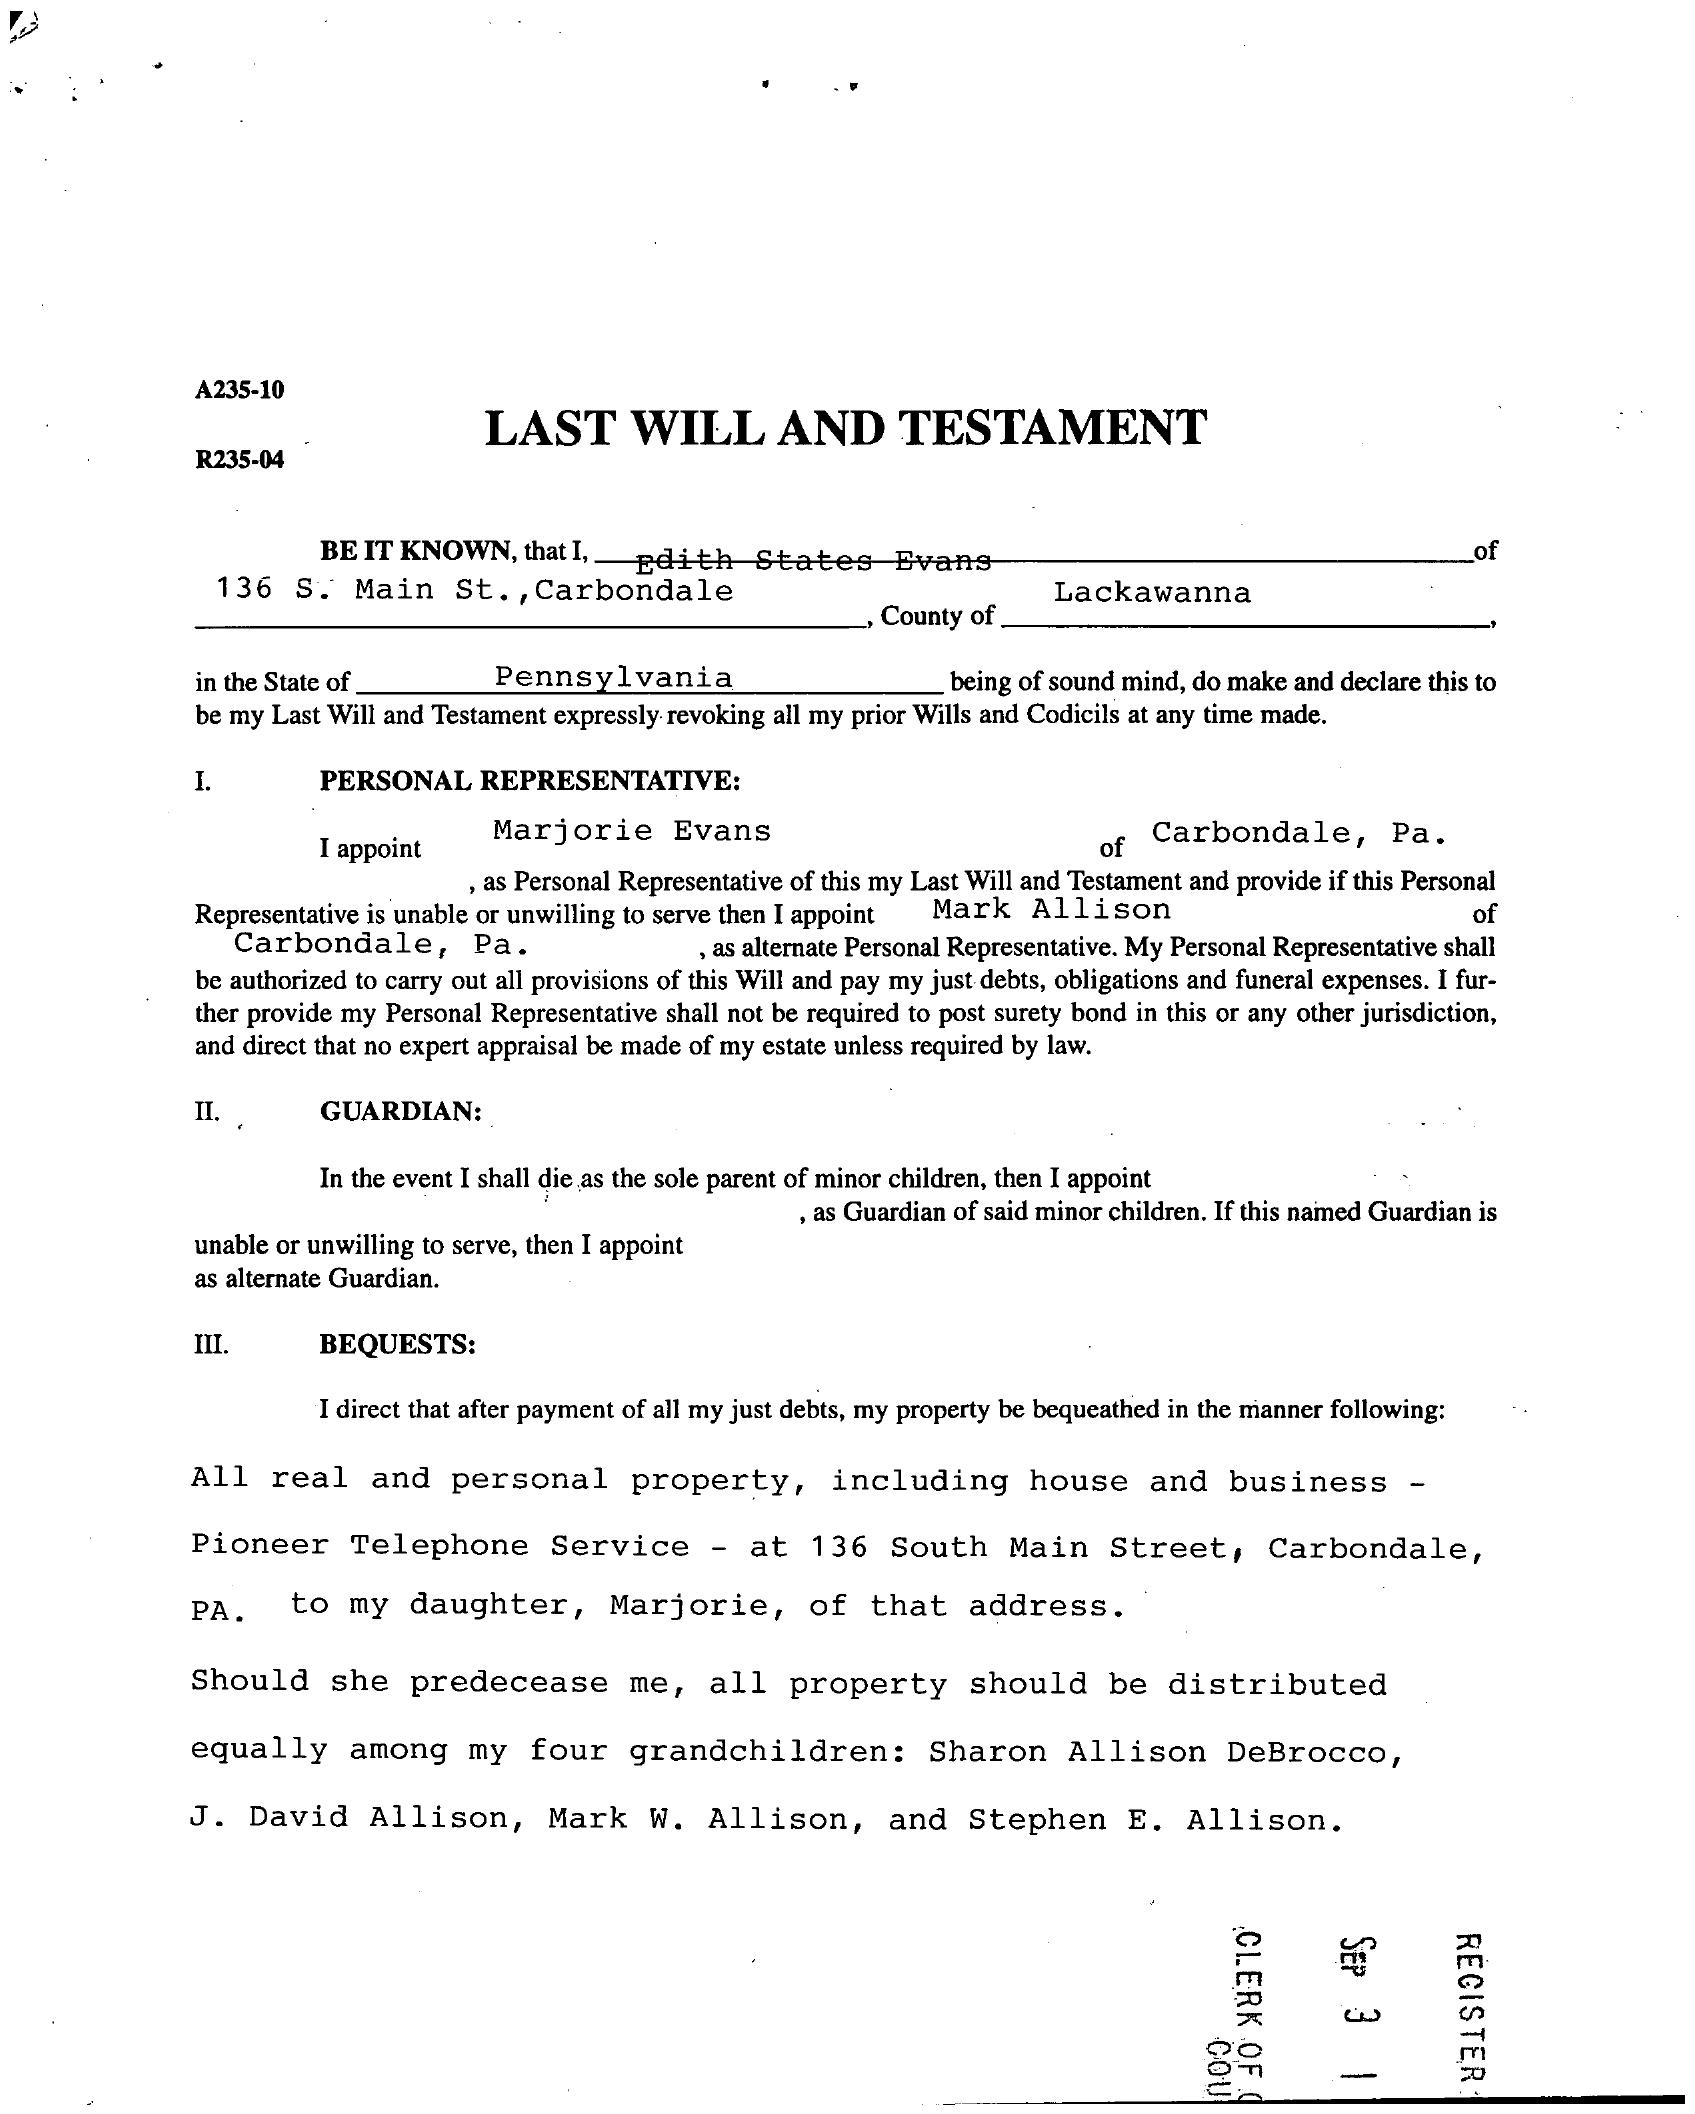 A235-10
LAST WILL AND TESTAMENT
R235-04
BE IT KNOWN, that I, Edith States Evans of
136 S. Main St.,Carbondale Lackawanna
, County of ,
in the State of Pennsylvania being of sound mind, do make and declare this to
be my Last Will and Testament expressly revoking all my prior Wills and Codicils at any time made.
I. PERSONAL REPRESENTATIVE:
I appoint Marjorie Evans of Carbondale, Pa.
, as Personal Representative of this my Last Will and Testament and provide if this Personal
Representative is unable or unwilling to serve then I appoint Mark Allison of
Carbondale, Pa. , as alternate Personal Representative. My Personal Representative shall
be authorized to carry out all provisions of this Will and pay my just debts, obligations and funeral expenses. I fur-
ther provide my Personal Representative shall not be required to post surety bond in this or any other jurisdiction,
and direct that no expert appraisal be made of my estate unless required by law.
II. GUARDIAN:
In the event I shall die as the sole parent of minor children, then I appoint
, as Guardian of said minor children. If this named Guardian is
unable or unwilling to serve, then I appoint
as alternate Guardian.
III. BEQUESTS:
I direct that after payment of all my just debts, my property be bequeathed in the manner following:
All real and personal property, including house and business -
Pioneer Telephone Service - at 136 South Main Street, Carbondale,
PA. to my daughter, Marjorie, of that address.
Should she predecease me, all property should be distributed
equally among my four grandchildren: Sharon Allison DeBrocco,
J. David Allison, Mark W. Allison, and Stephen E. Allison.
REGISTER
SEP 3
CLERK OF
COU